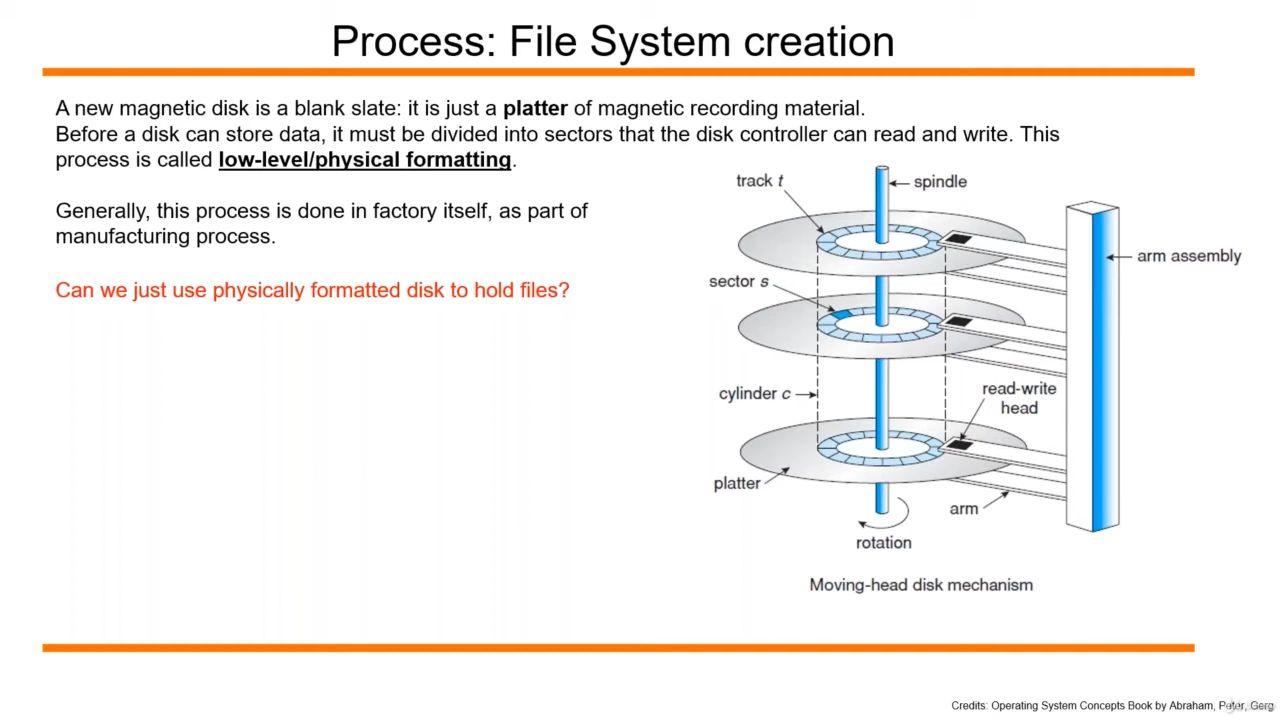 Process: File System creation
A new magnetic disk is a blank slate: it is just a platter of magnetic recording material.
Before a disk can store data, it must be divided into sectors that the disk controller can read and write. This
process is called low-level/physical formatting.
Generally, this process is done in factory itself, as part of
manufacturing process.
Can we just use physically formatted disk to hold files?
track t
spindle
arm assembly
sector s
cylinder c
read-write
head
platter
arm
rotation
Moving-head disk mechanism
Credits: Operating System Concepts Book by Abraham, Peter, Gerg